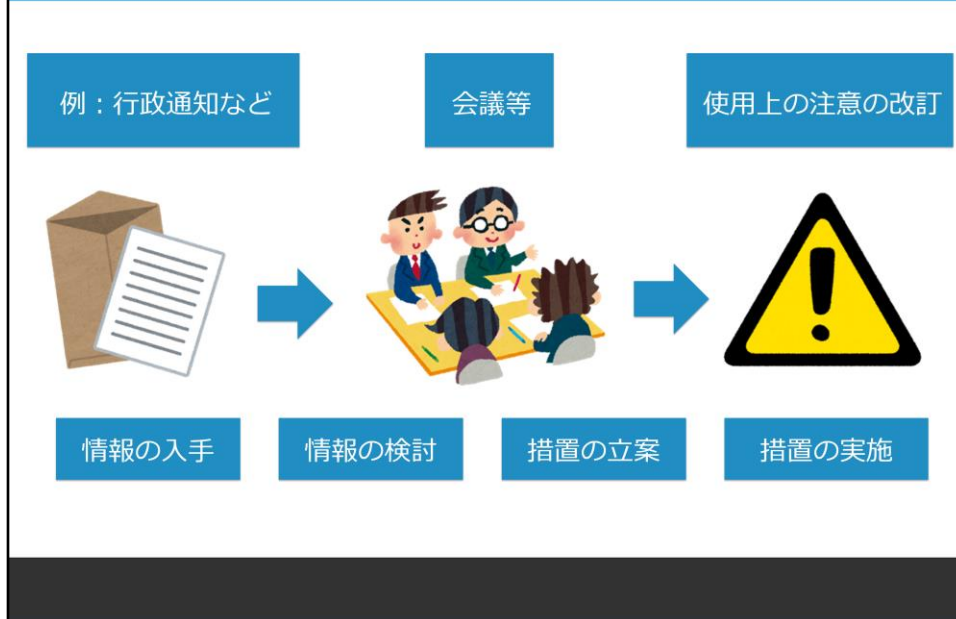 例：行政通知など
会議等
使用上の注意の改訂
情報の入手
情報の検討
措置の立案
措置の実施